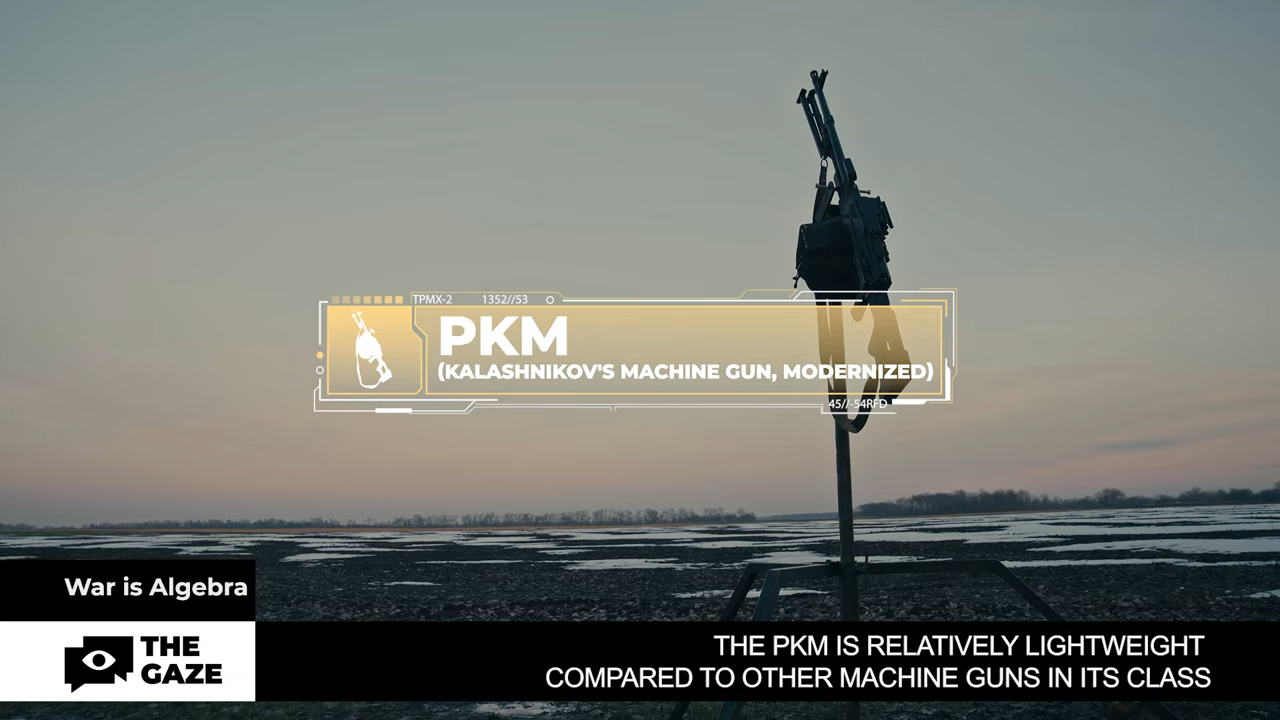 TPMX-2 1352//53
PKM
(KALASHNIKOV'S MACHINE GUN, MODERNIZED)
45//-54RFD
War is Algebra
THE
GAZE
THE PKM IS RELATIVELY LIGHTWEIGHT
COMPARED TO OTHER MACHINE GUNS IN ITS CLASS